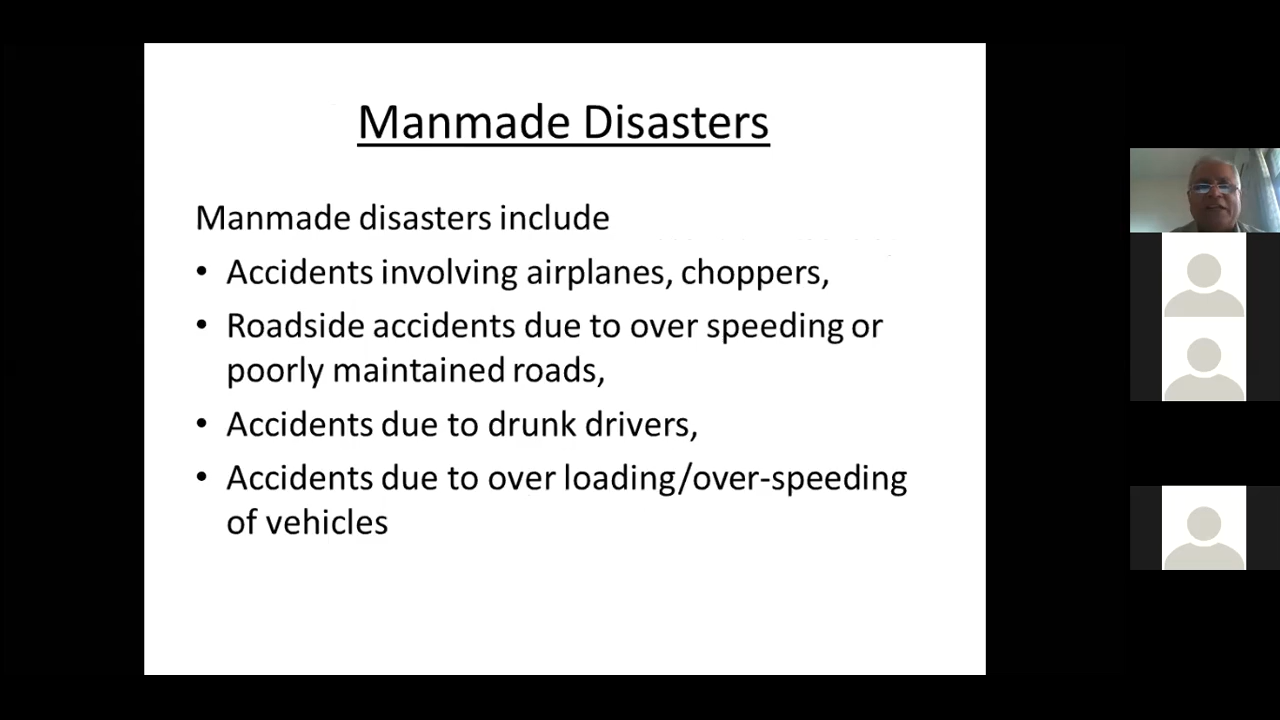 Manmade Disasters
Manmade disasters include
• Accidents involving airplanes, choppers,
• Roadside accidents due to over speeding or
poorly maintained roads,
• Accidents due to drunk drivers,
• Accidents due to over loading/over-speeding
of vehicles